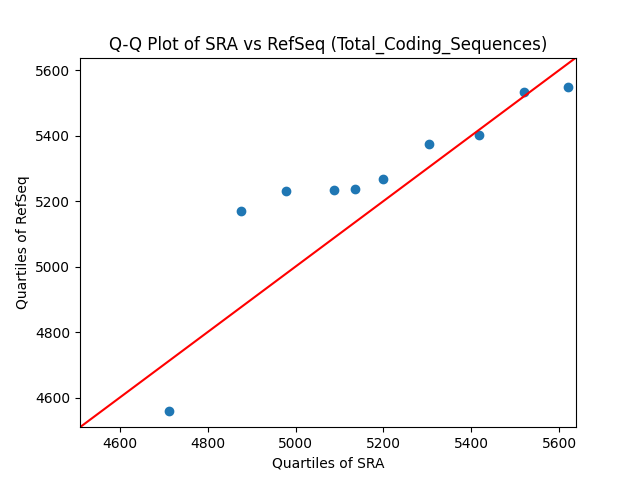 Q-Q Plot of SRA vs RefSeq (Total_Coding_Sequences)
5600
5400
5200
5000
4800
4600
Quartiles of RefSeq
4600 4800 5000 5200 5400 5600
Quartiles of SRA